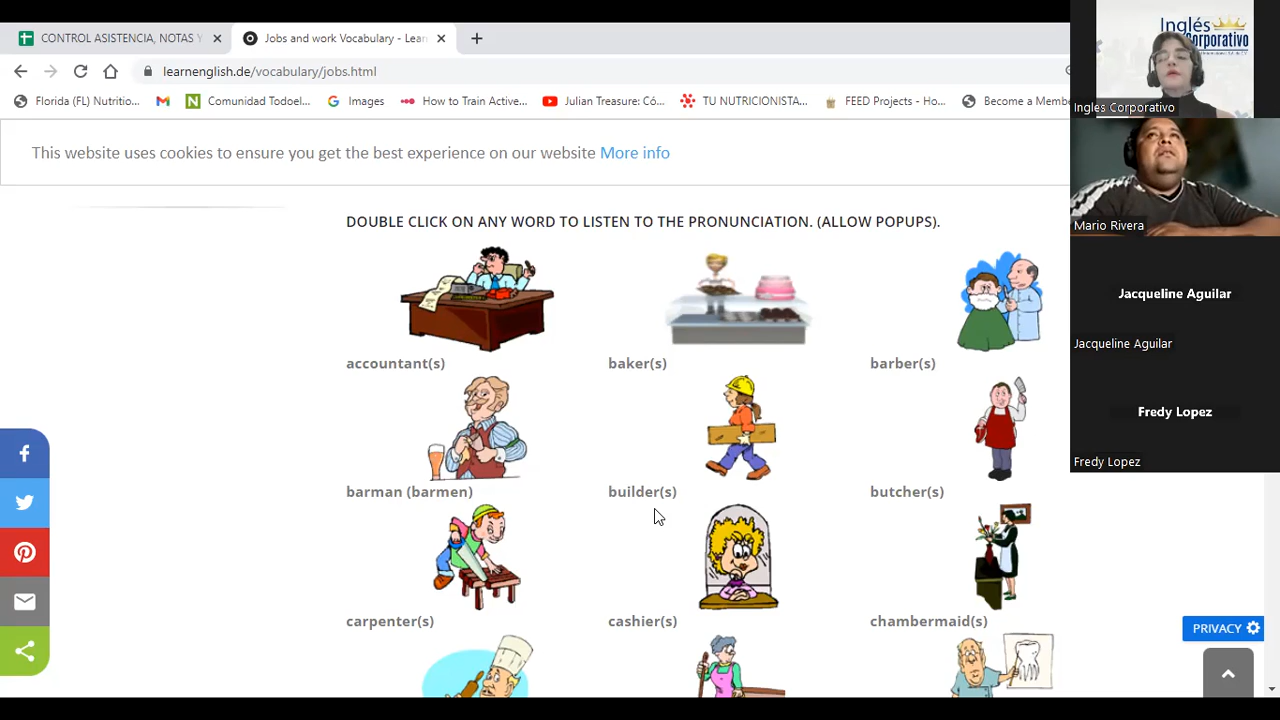 CONTROL ASISTENCIA, NOTAS Y
Jobs and work Vocabulary - Lear
learnenglish.de/vocabulary/jobs.html
Florida (FL) Nutritio...
Comunidad Todoel...
Images
How to Train Active...
Julian Treasure: Có...
TU NUTRICIONISTA...
FEED Projects - Ho...
Become a Membe
This website uses cookies to ensure you get the best experience on our website More info
DOUBLE CLICK ON ANY WORD TO LISTEN TO THE PRONUNCIATION. (ALLOW POPUPS).
accountant(s)
baker(s)
barber(s)
barman (barmen)
builder(s)
butcher(s)
carpenter(s)
cashier(s)
chambermaid(s)
PRIVACY
Inglés
Corporativo
Ingles Corporativo
Mario Rivera
Jacqueline Aguilar
Jacqueline Aguilar
Fredy Lopez
Fredy Lopez